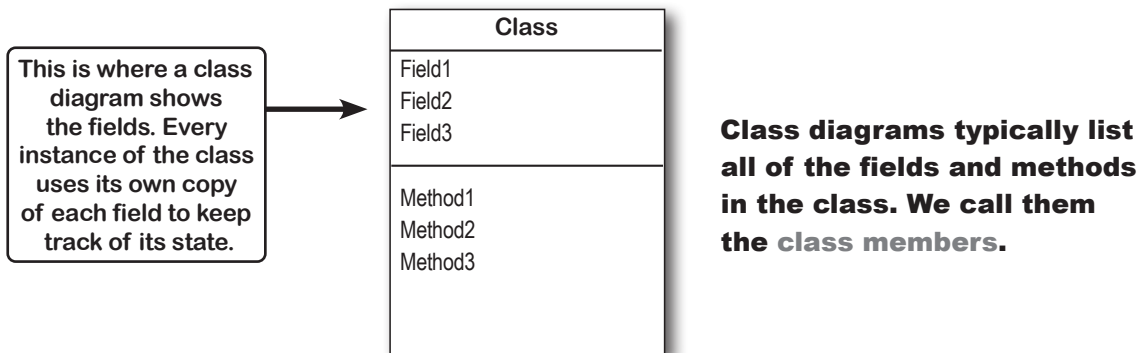 This is where a class
diagram shows
the fields. Every
instance of the class
uses its own copy
of each field to keep
track of its state.
Class
Field1
Field2
Field3
Method1
Method2
Method3
Class diagrams typically list
all of the fields and methods
in the class. We call them
the class members.